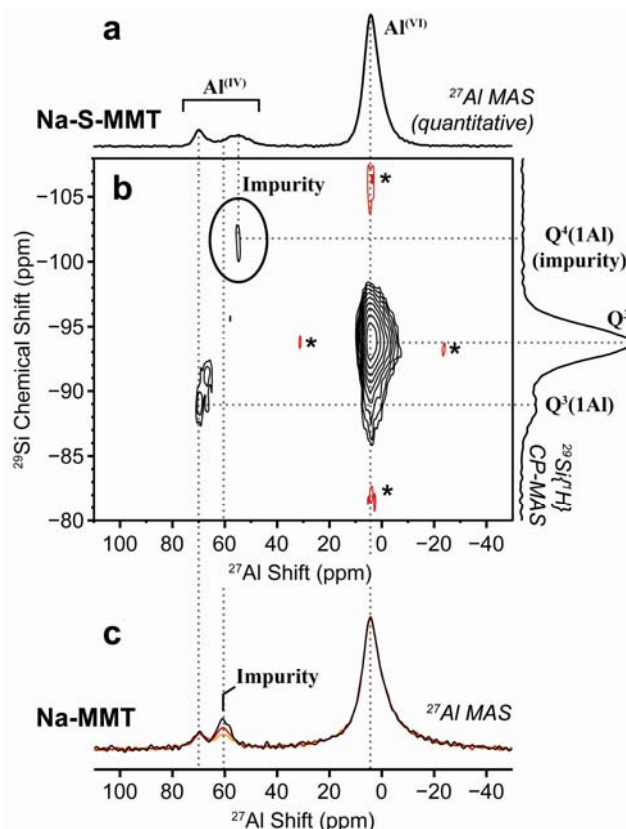 a
Al(VI)
Al(IV)
27Al MAS
(quantitative)
Na-S-MMT
b
Impurity
*
−105
Q4(1Al)
(impurity)
−100
29Si Chemical Shift (ppm)
−95
Q3
*
*
−90
Q3(1Al)
−85
*
29Si{1H}
CP-MAS
−80
100 80 60 40 20 0 −20 −40
27Al Shift (ppm)
c
Impurity
27Al MAS
Na-MMT
100 80 60 40 20 0 −20 −40
27Al Shift (ppm)